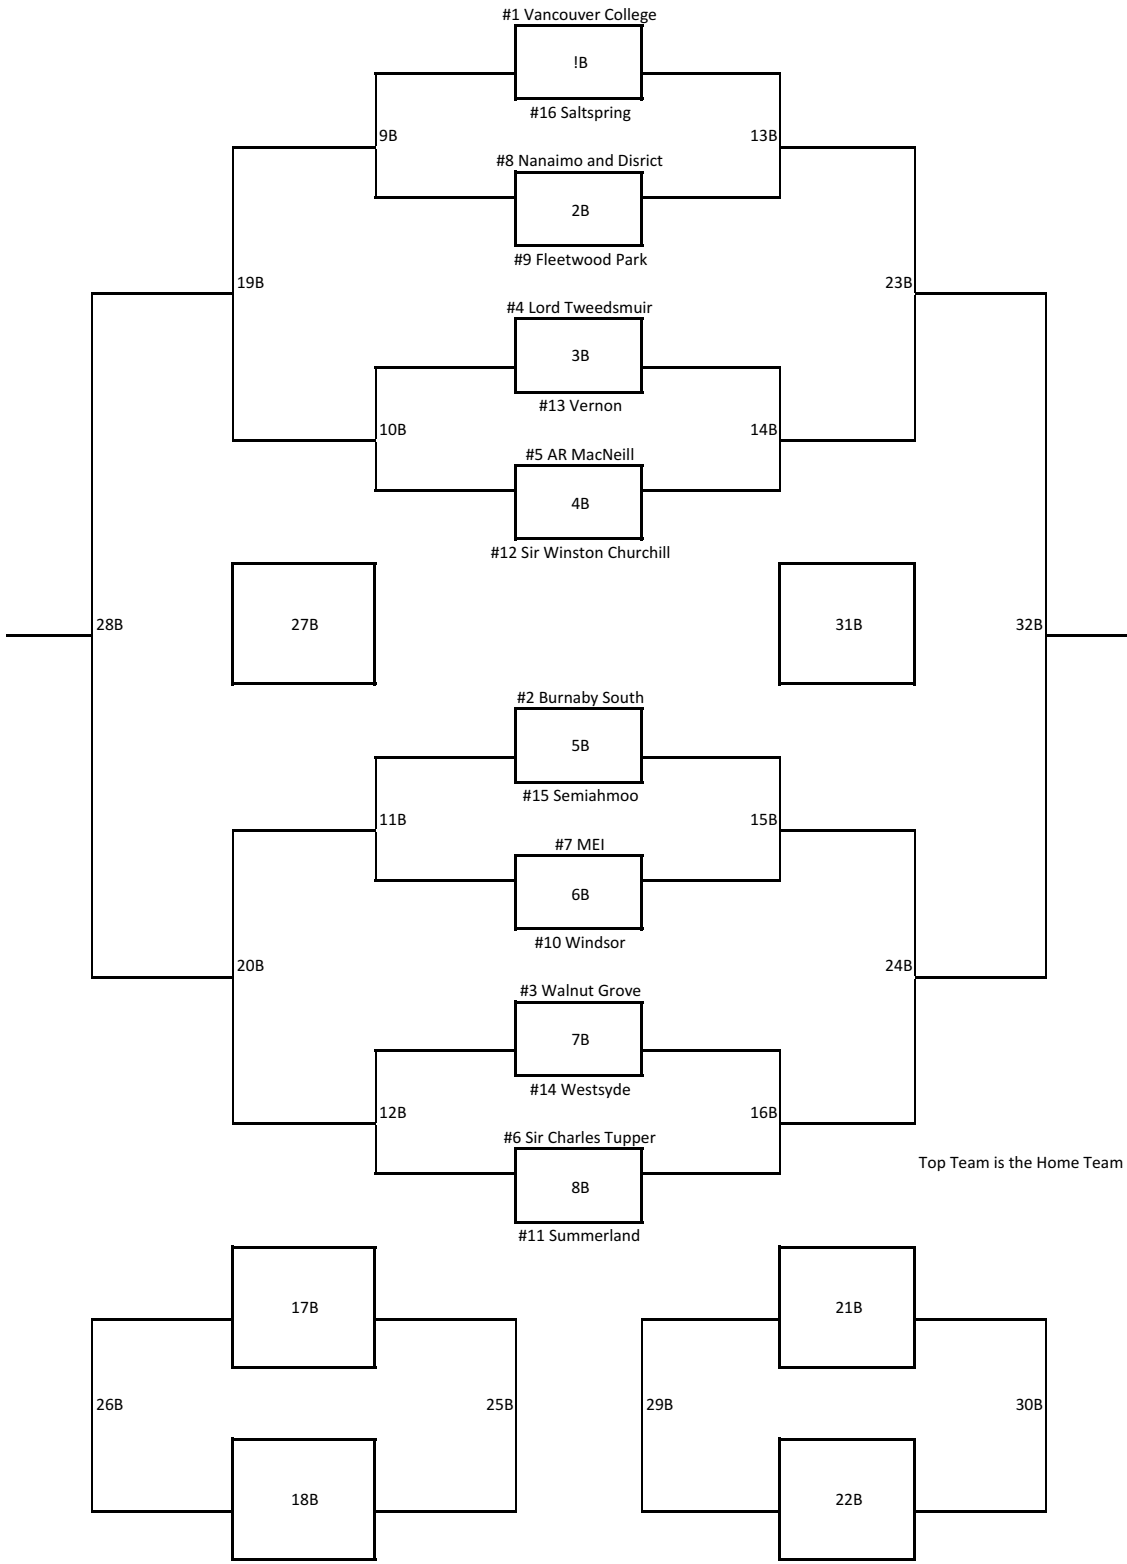 #1 Vancouver College
!B
#16 Saltspring
9B
13B
#8 Nanaimo and Disrict
2B
#9 Fleetwood Park
19B
23B
#4 Lord Tweedsmuir
3B
#13 Vernon
10B
14B
#5 AR MacNeill
4B
#12 Sir Winston Churchill
28B
27B
31B
32B
#2 Burnaby South
5B
#15 Semiahmoo
11B
15B
#7 MEI
6B
#10 Windsor
20B
24B
#3 Walnut Grove
7B
#14 Westsyde
12B
16B
#6 Sir Charles Tupper
Top Team is the Home Team
8B
#11 Summerland
17B
21B
26B
25B
29B
30B
18B
22B